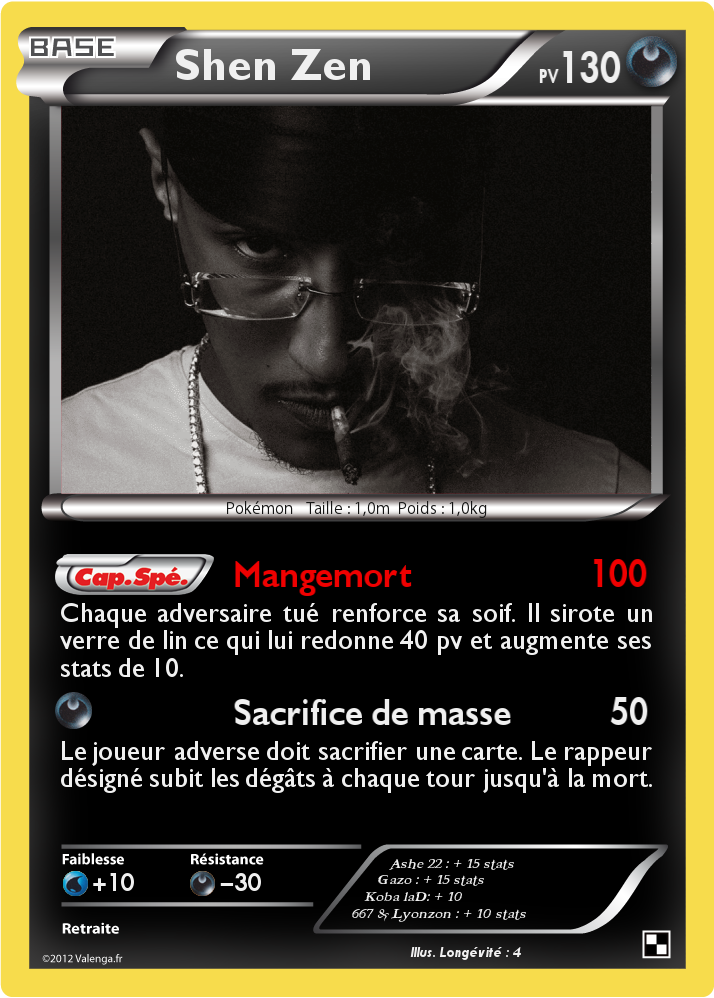 BASE
Shen Zen
PV130
Pokémon Taille : 1,0m Poids : 1,0kg
Cap.Spé. Mangemort 100
Chaque adversaire tué renforce sa soif. Il sirote un
verre de lin ce qui lui redonne 40 pv et augmente ses
stats de 10.
Sacrifice de masse 50
Le joueur adverse doit sacrifier une carte. Le rappeur
désigné subit les dégâts à chaque tour jusqu'à la mort.
Faiblesse
+10
Résistance
–30
Retraite
Ashe 22 : + 15 stats
Gazo : + 15 stats
Koba laD: + 10
667 & Lyonzon : + 10 stats
©2012 Valenga.fr
Illus. Longévité : 4